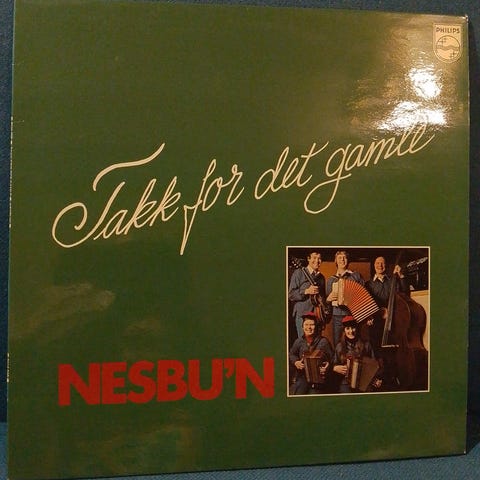 PHILIPS
Takk for det gamle
NESBU'N